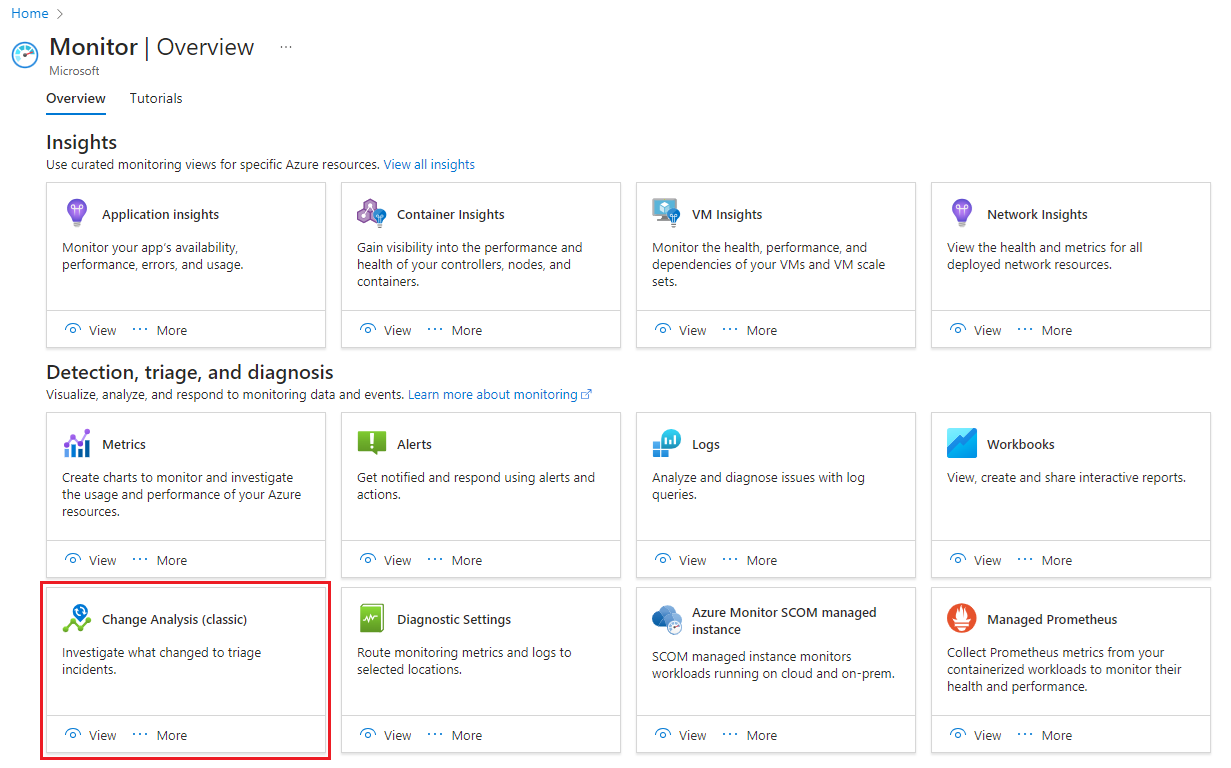 Home
Monitor | Overview ...
Microsoft
Overview Tutorials
Insights
Use curated monitoring views for specific Azure resources. View all insights
Application insights
Monitor your app's availability,
performance, errors, and usage.
View ... More
Container Insights
Gain visibility into the performance and
health of your controllers, nodes, and
containers.
View ... More
VM Insights
Monitor the health, performance, and
dependencies of your VMs and VM scale
sets.
View ... More
Network Insights
View the health and metrics for all
deployed network resources.
View ... More
Detection, triage, and diagnosis
Visualize, analyze, and respond to monitoring data and events. Learn more about monitoring
Metrics
Create charts to monitor and investigate
the usage and performance of your Azure
resources.
View ... More
Alerts
Get notified and respond using alerts and
actions.
View ... More
Logs
Analyze and diagnose issues with log
queries.
View ... More
Workbooks
View, create and share interactive reports.
View ... More
Change Analysis (classic)
Investigate what changed to triage
incidents.
View ... More
Diagnostic Settings
Route monitoring metrics and logs to
selected locations.
View ... More
Azure Monitor SCOM managed
instance
SCOM managed instance monitors
workloads running on cloud and on-prem.
View ... More
Managed Prometheus
Collect Prometheus metrics from your
containerized workloads to monitor their
health and performance.
View ... More